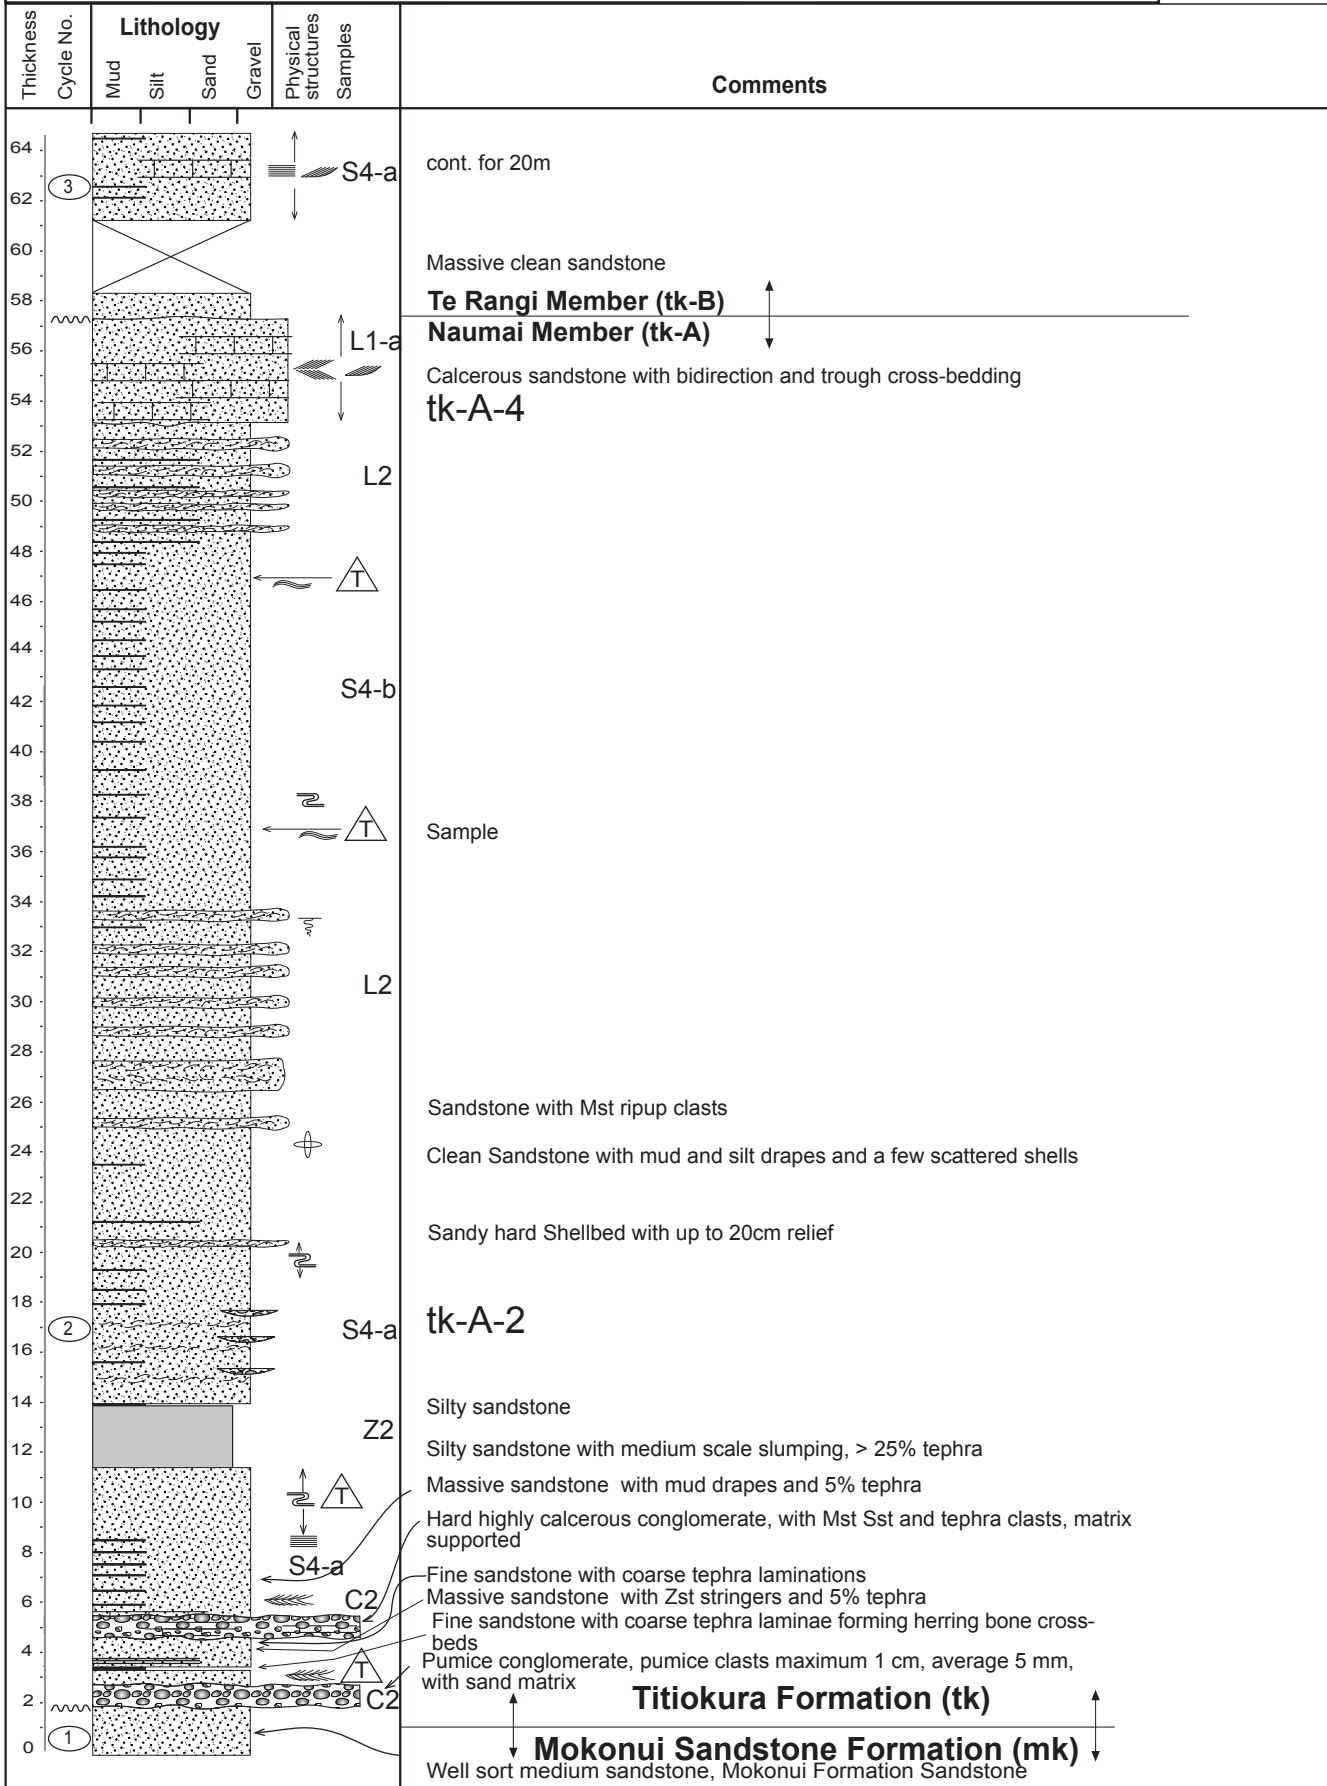 Thickness
Cycle No.
Lithology
Mud
Silt
Sand
Gravel
Physical structures
Samples
Comments
64
62
60
58
56
54
52
50
48
46
44
42
40
38
36
34
32
30
28
26
24
22
20
18
16
14
12
10
8
6
4
2
0
3
2
1
S4-a
L1-a
L2
T
S4-b
T
L2
S4-a
Z2
T
S4-a
C2
T
C2
cont. for 20m
Massive clean sandstone
Te Rangi Member (tk-B)
Naumai Member (tk-A)
Calcerous sandstone with bidirection and trough cross-bedding
tk-A-4
Sample
Sandstone with Mst ripup clasts
Clean Sandstone with mud and silt drapes and a few scattered shells
Sandy hard Shellbed with up to 20cm relief
tk-A-2
Silty sandstone
Silty sandstone with medium scale slumping, > 25% tephra
Massive sandstone with mud drapes and 5% tephra
Hard highly calcerous conglomerate, with Mst Sst and tephra clasts, matrix
supported
Fine sandstone with coarse tephra laminations
Massive sandstone with Zst stringers and 5% tephra
Fine sandstone with coarse tephra laminae forming herring bone cross-
beds
Pumice conglomerate, pumice clasts maximum 1 cm, average 5 mm,
with sand matrix
Titiokura Formation (tk)
Mokonui Sandstone Formation (mk)
Well sort medium sandstone, Mokonui Formation Sandstone